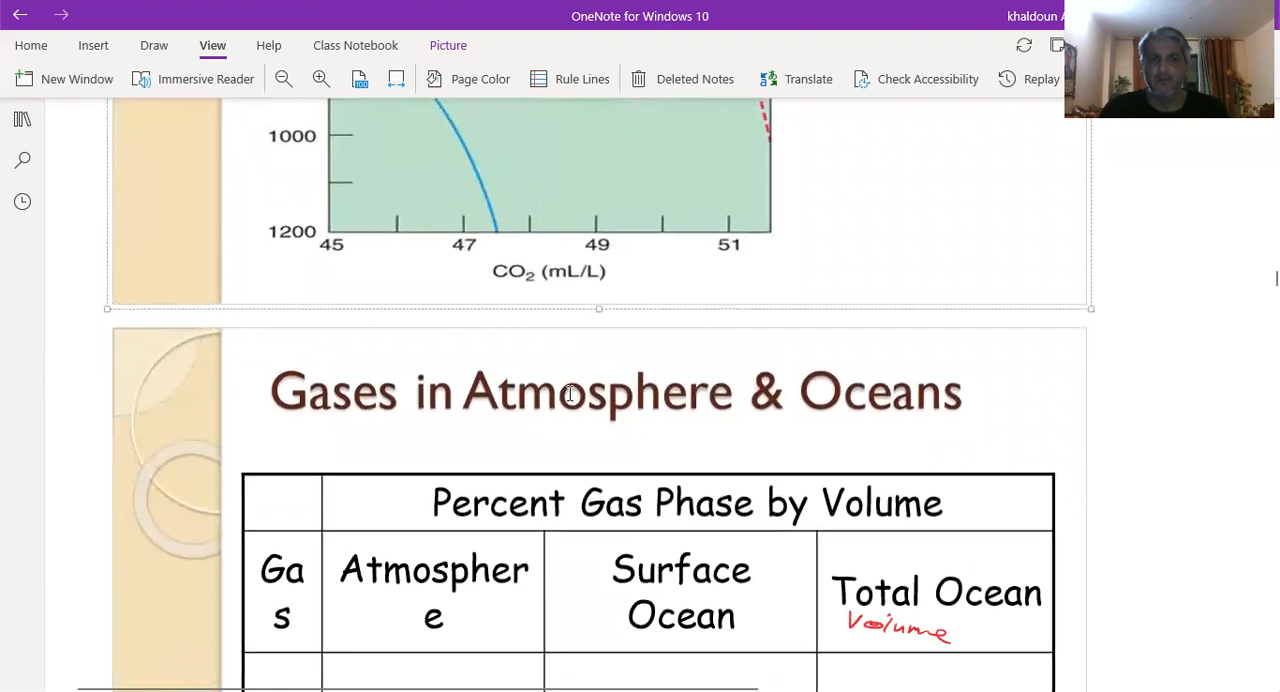 OneNote for Windows 10
khaldoun
Home Insert Draw View Help Class Notebook Picture
New Window Immersive Reader Page Color Rule Lines Deleted Notes Translate Check Accessibility Replay
1000
1200
45 47 49 51
CO₂ (mL/L)
Gases in Atmosphere & Oceans
Percent Gas Phase by Volume
Ga
s
Atmospher
e
Surface
Ocean
Total Ocean
Volume